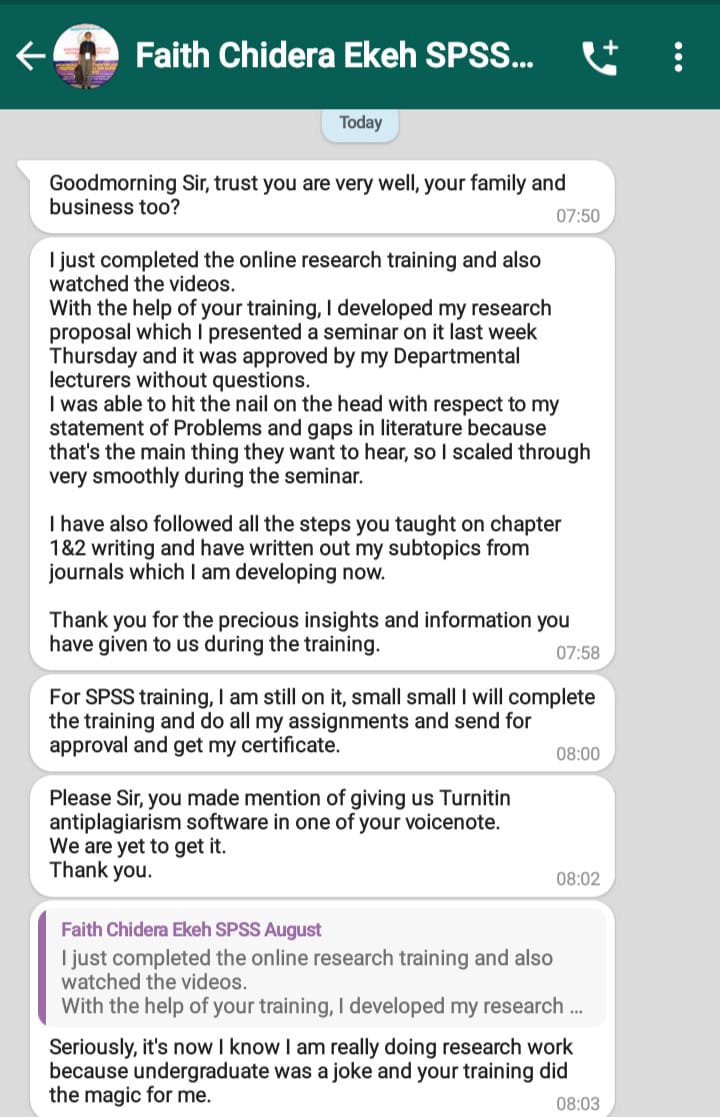 Faith Chidera Ekeh SPSS...
Today
Goodmorning Sir, trust you are very well, your family and
business too?
07:50
I just completed the online research training and also
watched the videos.
With the help of your training, I developed my research
proposal which I presented a seminar on it last week
Thursday and it was approved by my Departmental
lecturers without questions.
I was able to hit the nail on the head with respect to my
statement of Problems and gaps in literature because
that's the main thing they want to hear, so I scaled through
very smoothly during the seminar.
I have also followed all the steps you taught on chapter
1&2 writing and have written out my subtopics from
journals which I am developing now.
Thank you for the precious insights and information you
have given to us during the training.
07:58
For SPSS training, I am still on it, small small I will complete
the training and do all my assignments and send for
approval and get my certificate.
08:00
Please Sir, you made mention of giving us Turnitin
antiplagiarism software in one of your voicenote.
We are yet to get it.
Thank you.
08:02
Faith Chidera Ekeh SPSS August
I just completed the online research training and also
watched the videos.
With the help of your training, I developed my research ...
Seriously, it's now I know I am really doing research work
because undergraduate was a joke and your training did
the magic for me.
08:03